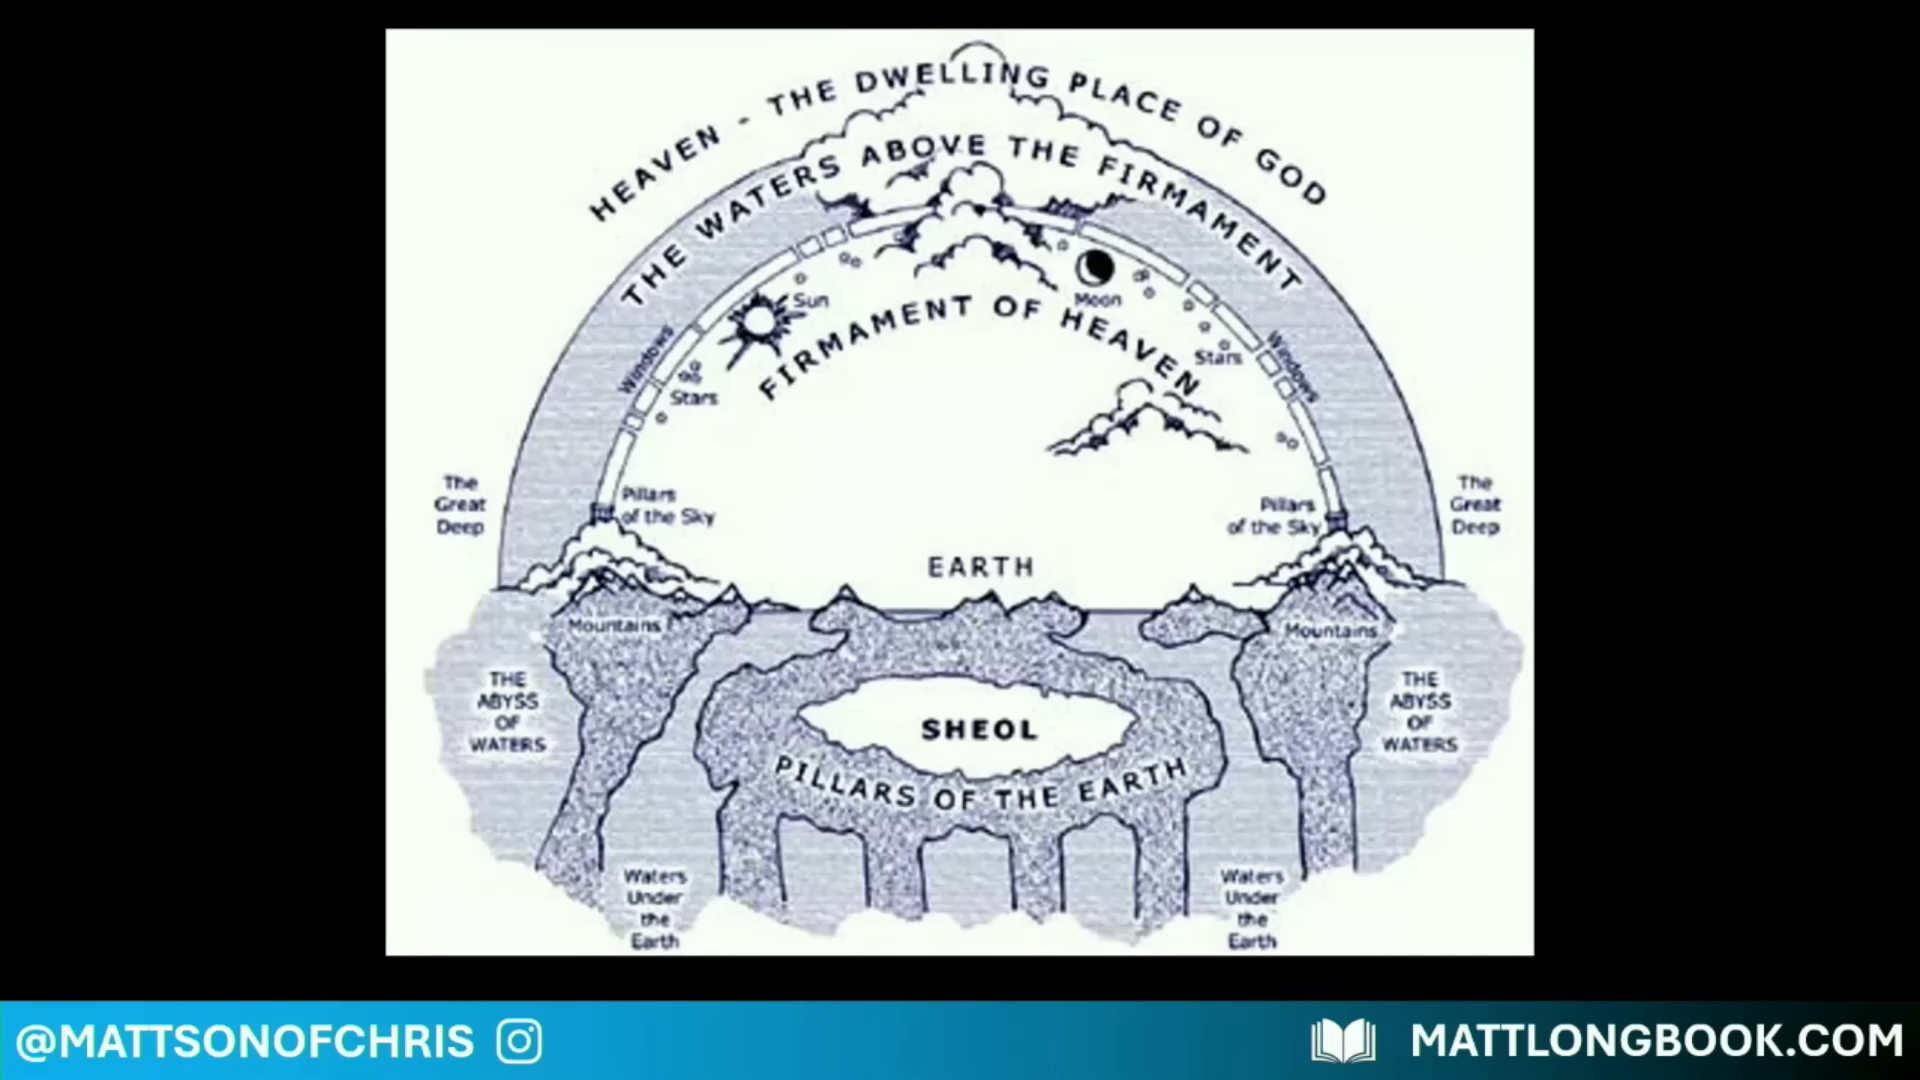 HEAVEN - THE DWELLING PLACE OF GOD
THE WATERS ABOVE THE FIRMAMENT
Sun
Moon
FIRMAMENT OF HEAVEN
Windows
Windows
Stars
Stars
The
Great
Deep
Pillars
of the Sky
Pillars
of the Sky
The
Great
Deep
EARTH
Mountains
Mountains
THE
ABYSS
OF
WATERS
SHEOL
THE
ABYSS
OF
WATERS
PILLARS OF THE EARTH
Waters
Under
the
Earth
Waters
Under
the
Earth
@MATTSONOFCHRIS
MATTLONGBOOK.COM